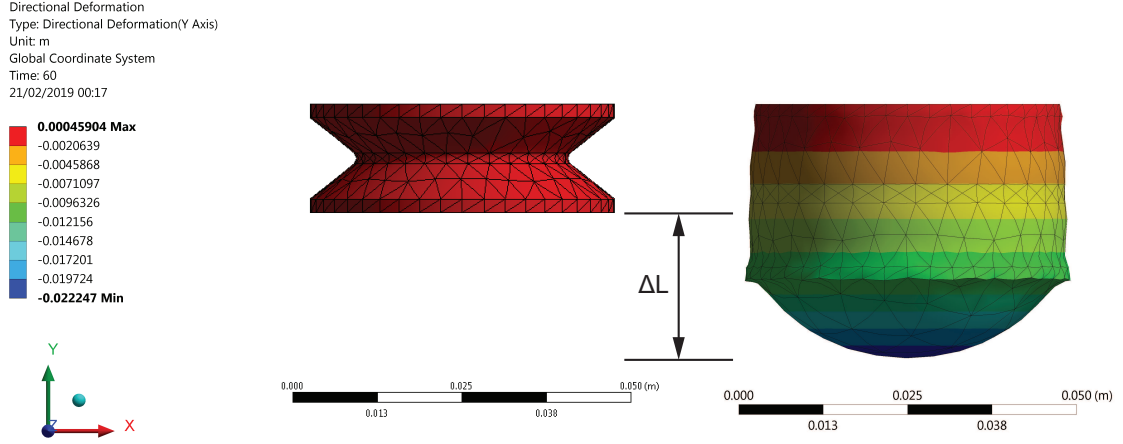 Directional Deformation
Type: Directional Deformation(Y Axis)
Unit: m
Global Coordinate System
Time: 60
21/02/2019 00:17
0.00045904 Max
-0.0020639
-0.0045868
-0.0071097
-0.0096326
-0.012156
-0.014678
-0.017201
-0.019724
-0.022247 Min
ΔL
Y
Z
X
0.000 0.025 0.050 (m)
0.013 0.038
0.000 0.025 0.050 (m)
0.013 0.038